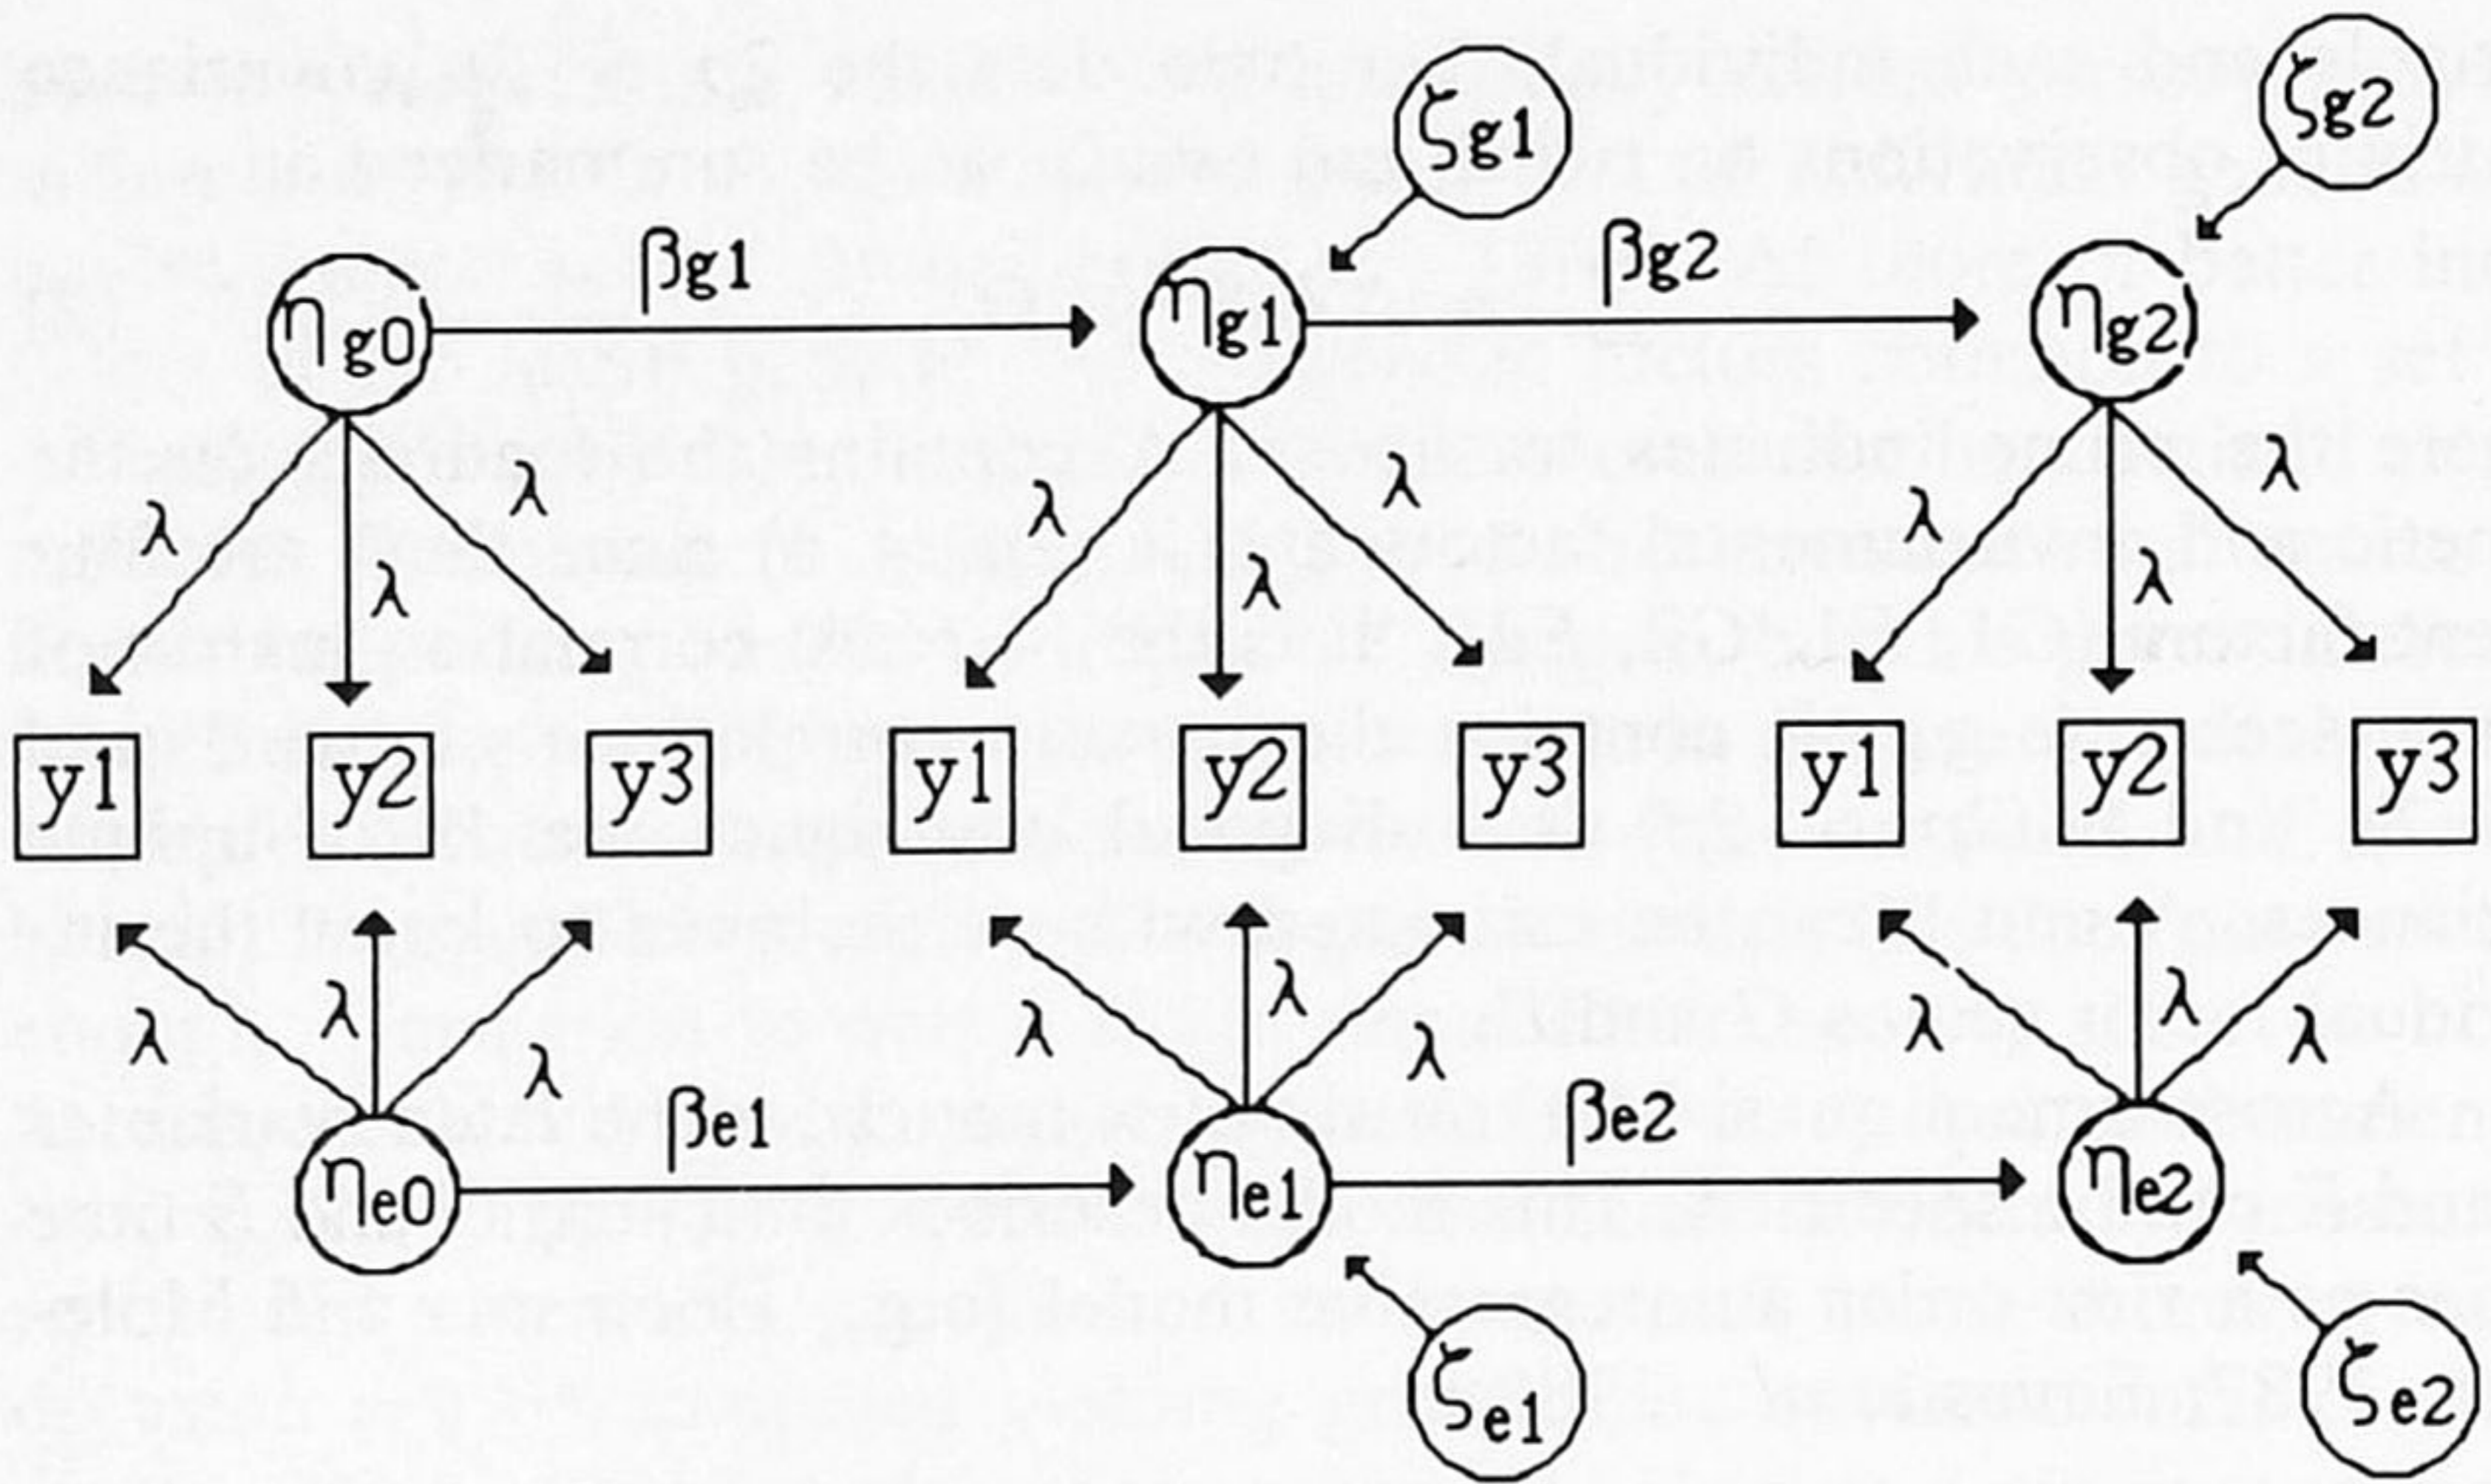 ζg1 ζg2
βg1 βg2
ηg0 ηg1 ηg2
λ λ λ λ λ λ
λ λ λ
y1 y2 y3 y1 y2 y3 y1 y2 y3
λ λ λ λ λ λ
λ λ λ
βe1 βe2
ηe0 ηe1 ηe2
ζe1 ζe2